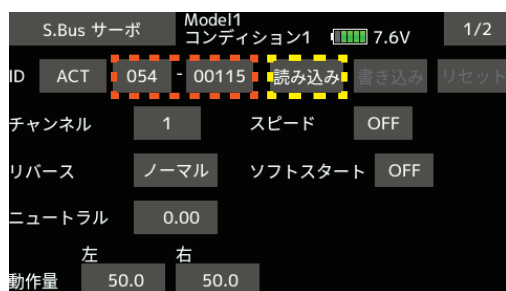 S.Bus サーボ
Model1
コンディション1 7.6V
1/2
ID ACT 054 - 00115 読み込み 書き込み リセット
チャンネル 1 スピード OFF
リバース ノーマル ソフトスタート OFF
ニュートラル 0.00
左 右
動作量 50.0 50.0